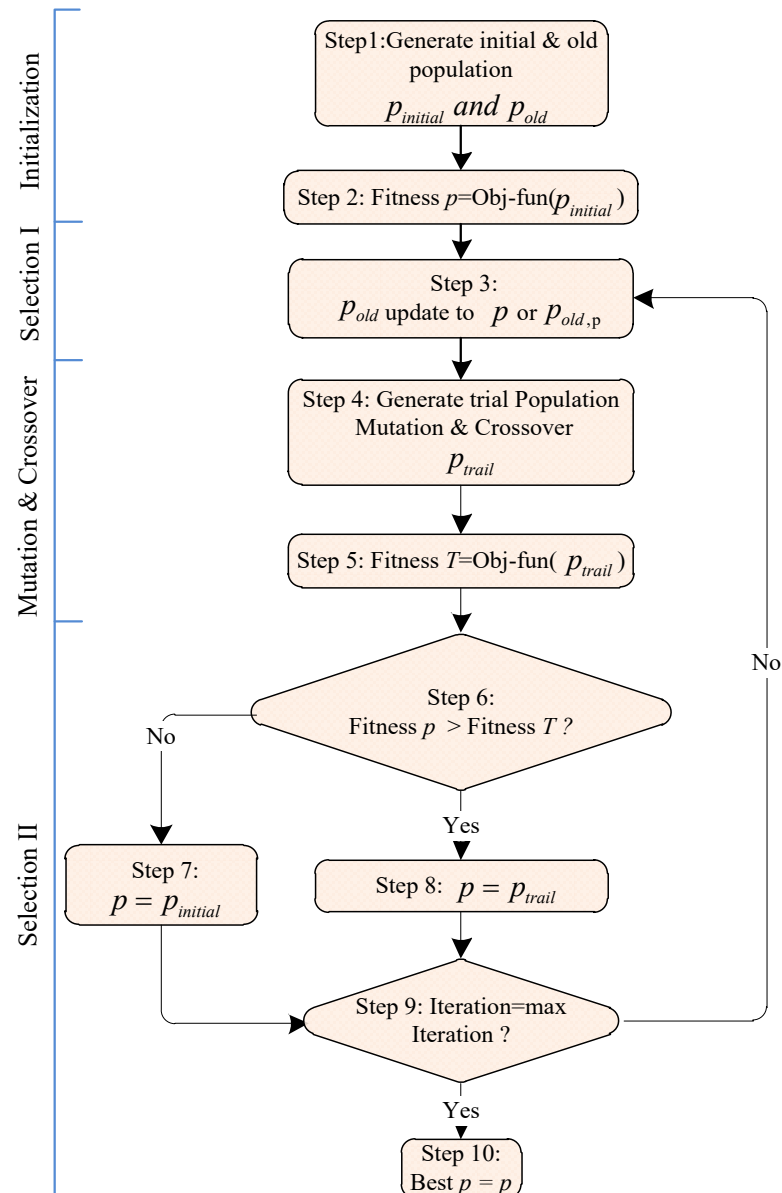 Initialization
Step1:Generate initial & old
population
p_initial and p_old
Step 2: Fitness p=Obj-fun(p_initial)
Selection I
Step 3:
p_old update to p or p_old,p
Mutation & Crossover
Step 4: Generate trial Population
Mutation & Crossover
p_trail
Step 5: Fitness T=Obj-fun( p_trail)
Selection II
Step 6:
Fitness p > Fitness T ?
No
No
Yes
Step 7:
p = p_initial
Step 8: p = p_trail
Step 9: Iteration=max
Iteration ?
Yes
Step 10:
Best p = p